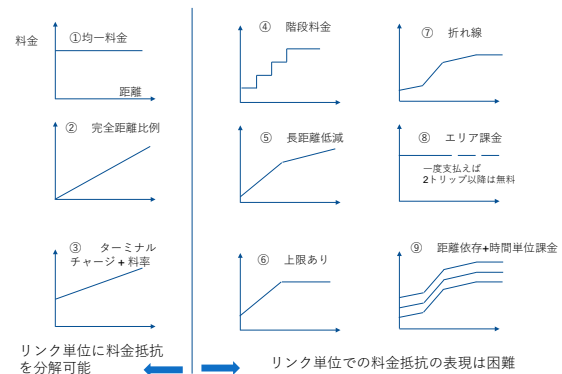 料金
①均一料金
距離
② 完全距離比例
③ ターミナル
チャージ + 料率
④ 階段料金
⑤ 長距離低減
⑥ 上限あり
⑦ 折れ線
⑧ エリア課金
一度支払えば
2トリップ以降は無料
⑨ 距離依存+時間単位課金
リンク単位に料金抵抗
を分解可能
リンク単位での料金抵抗の表現は困難